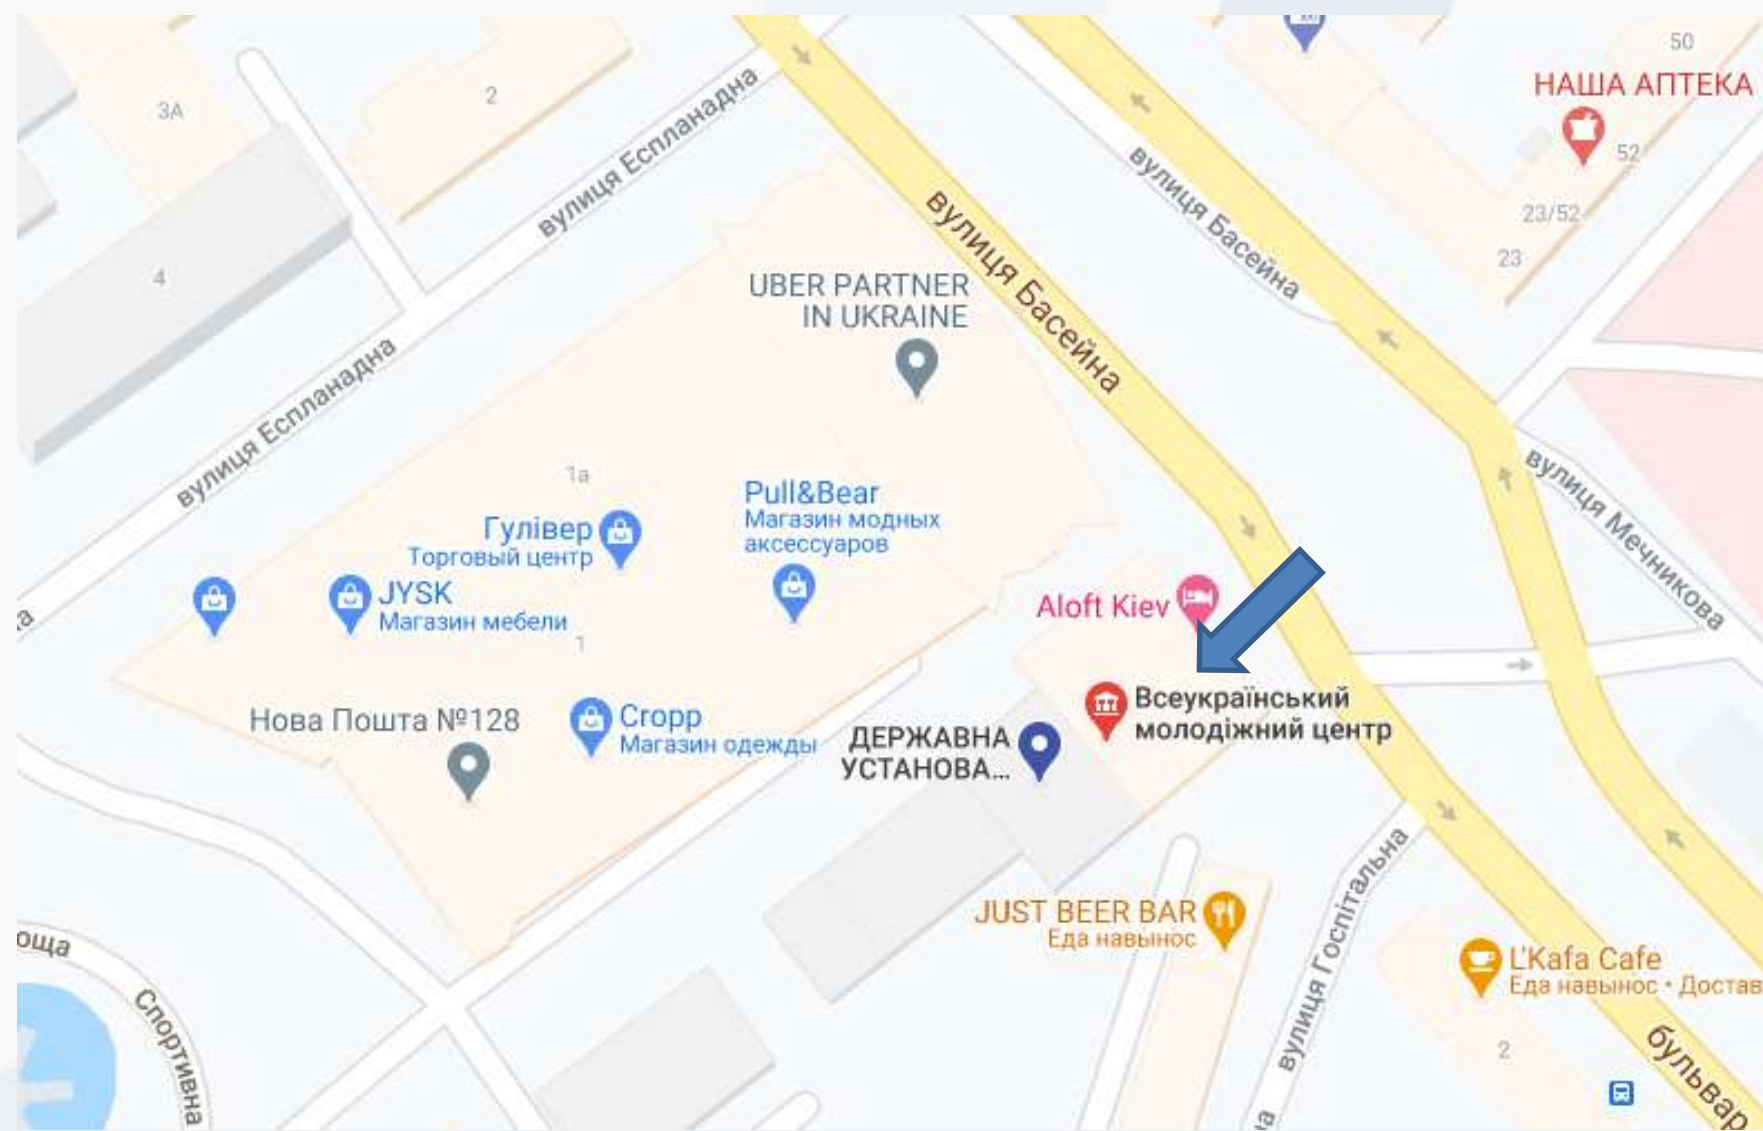 3А
2
4
вулиця Еспланадна
вулиця Еспланадна
вулиця Басейна
вулиця Басейна
50
НАША АПТЕКА
52
23/52
23
UBER PARTNER
IN UKRAINE
1а
Гулівер
Торговый центр
Pull&Bear
Магазин модных
аксессуаров
JYSK
Магазин мебели
1
Aloft Kiev
вулиця Мечникова
Нова Пошта №128
Cropp
Магазин одежды
ДЕРЖАВНА
УСТАНОВА...
Всеукраїнський
молодіжний центр
JUST BEER BAR
Еда навынос
вулиця Госпітальна
L'Kafa Cafe
Еда навынос • Достав
2
бульвар
оща
Спортивна